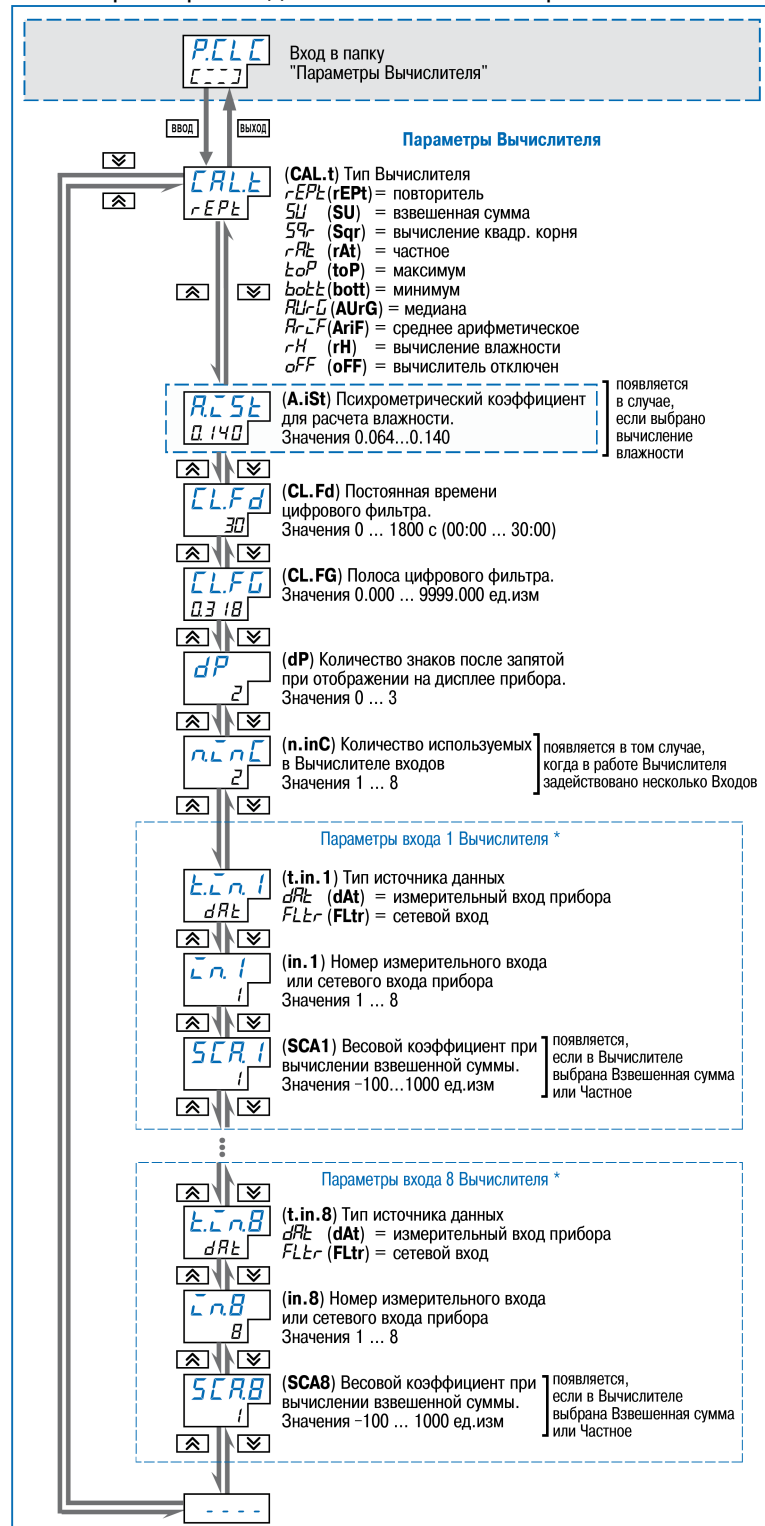 P.CLC
[---]
Вход в папку
"Параметры Вычислителя"
ВВОД
ВЫХОД
Параметры Вычислителя
CAL.t
rEPt
(CAL.t) Тип Вычислителя
rEPt (rEPt) = повторитель
SU (SU) = взвешенная сумма
Sqr (Sqr) = вычисление квадр. корня
rAt (rAt) = частное
toP (toP) = максимум
bott (bott) = минимум
AUrG (AUrG) = медиана
AriF (AriF) = среднее арифметическое
rH (rH) = вычисление влажности
oFF (oFF) = вычислитель отключен
A.iSt
0.140
(A.iSt) Психрометрический коэффициент
для расчета влажности.
Значения 0.064...0.140
появляется
в случае,
если выбрано
вычисление
влажности
CL.Fd
30
(CL.Fd) Постоянная времени
цифрового фильтра.
Значения 0 ... 1800 с (00:00 ... 30:00)
CL.FG
0.318
(CL.FG) Полоса цифрового фильтра.
Значения 0.000 ... 9999.000 ед.изм
dP
2
(dP) Количество знаков после запятой
при отображении на дисплее прибора.
Значения 0 ... 3
n.inC
2
(n.inC) Количество используемых
в Вычислителе входов
Значения 1 ... 8
появляется в том случае,
когда в работе Вычислителя
задействовано несколько Входов
Параметры входа 1 Вычислителя *
t.in.1
dAt
(t.in.1) Тип источника данных
dAt (dAt) = измерительный вход прибора
FLtr (FLtr) = сетевой вход
in.1
1
(in.1) Номер измерительного входа
или сетевого входа прибора
Значения 1 ... 8
SCA.1
1
(SCA1) Весовой коэффициент при
вычислении взвешенной суммы.
Значения −100...1000 ед.изм
появляется,
если в Вычислителе
выбрана Взвешенная сумма
или Частное
Параметры входа 8 Вычислителя *
t.in.8
dAt
(t.in.8) Тип источника данных
dAt (dAt) = измерительный вход прибора
FLtr (FLtr) = сетевой вход
in.8
8
(in.8) Номер измерительного входа
или сетевого входа прибора
Значения 1 ... 8
SCA.8
1
(SCA8) Весовой коэффициент при
вычислении взвешенной суммы.
Значения −100 ... 1000 ед.изм
появляется,
если в Вычислителе
выбрана Взвешенная сумма
или Частное
- - - -